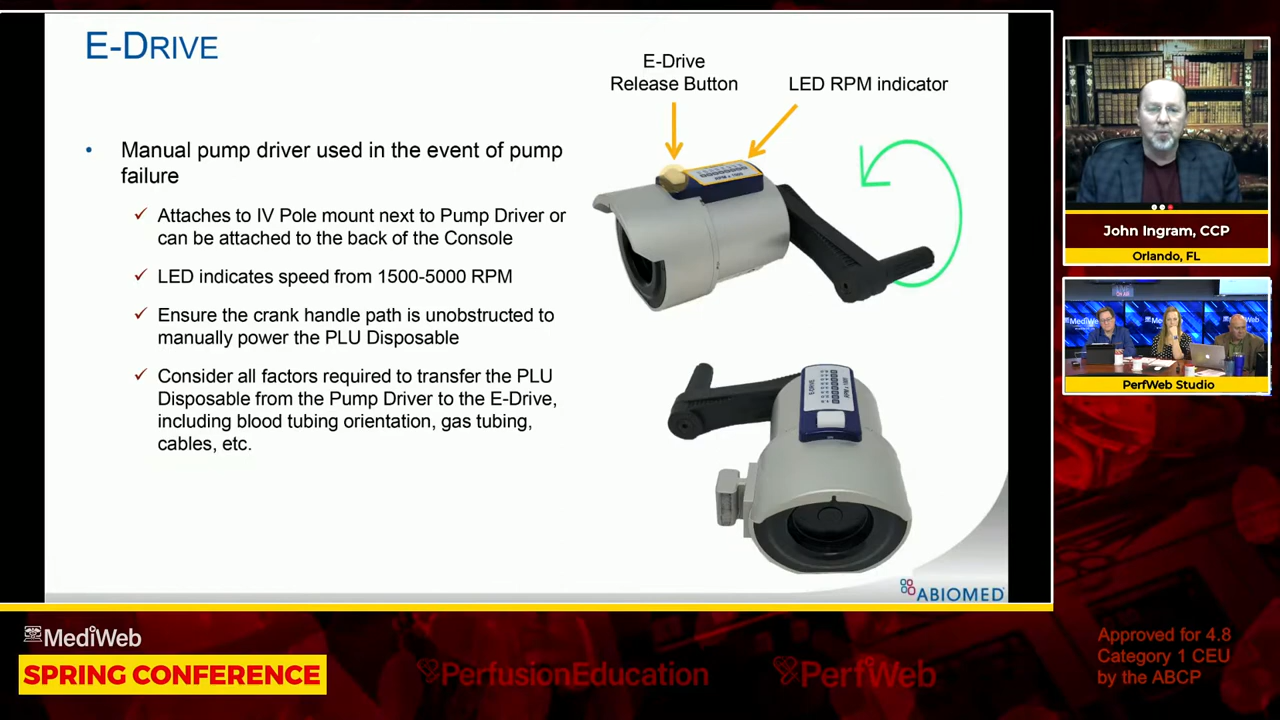 E-DRIVE
E-Drive
Release Button
LED RPM indicator
• Manual pump driver used in the event of pump
failure
✓ Attaches to IV Pole mount next to Pump Driver or
can be attached to the back of the Console
✓ LED indicates speed from 1500-5000 RPM
✓ Ensure the crank handle path is unobstructed to
manually power the PLU Disposable
✓ Consider all factors required to transfer the PLU
Disposable from the Pump Driver to the E-Drive,
including blood tubing orientation, gas tubing,
cables, etc.
E-DRIVE
ABIOMED
John Ingram, CCP
Orlando, FL
MediWeb
PerfWeb Studio
MediWeb
SPRING CONFERENCE
PerfusionEducation
PerfWeb
Approved for 4.8
Category 1 CEU
by the ABCP